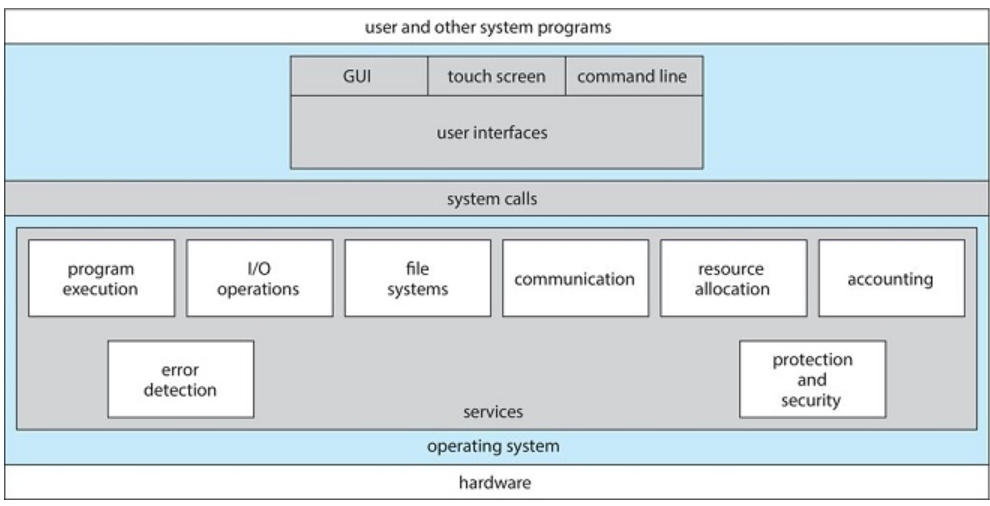 user and other system programs
GUI
touch screen
command line
user interfaces
system calls
program
execution
I/O
operations
file
systems
communication
resource
allocation
accounting
error
detection
protection
and
security
services
operating system
hardware